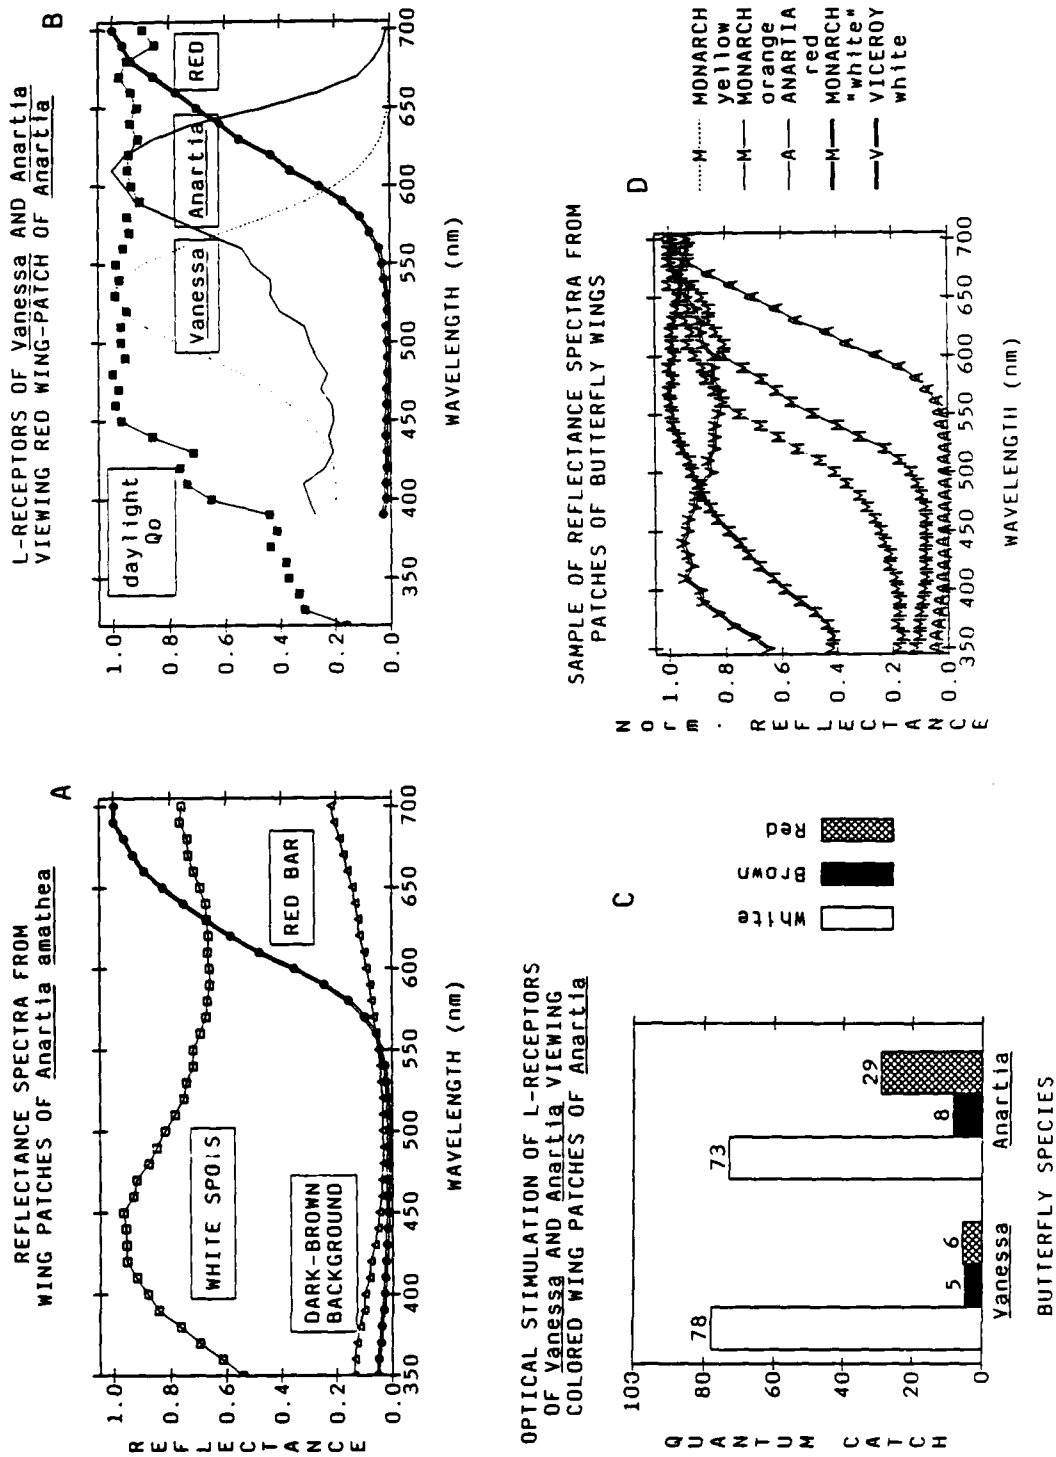 REFLECTANCE SPECTRA FROM
WING PATCHES OF Anartia amathea
A
REFLECTANCE
1.0
0.8
0.6
0.4
0.2
0.0
WHITE SPOTS
DARK-BROWN
BACKGROUND
RED BAR
350 400 450 500 550 600 650 700
WAVELENGTH (nm)
L-RECEPTORS OF Vanessa AND Anartia
VIEWING RED WING-PATCH OF Anartia
B
1.0
0.8
0.6
0.4
0.2
0.0
daylight
Qo
Vanessa
Anartia
RED
350 400 450 500 550 600 650 700
WAVELENGTH (nm)
OPTICAL STIMULATION OF L-RECEPTORS
OF Vanessa AND Anartia VIEWING
COLORED WING PATCHES OF Anartia
C
QUANTUM CATCH
100
80
60
40
20
0
78
5
6
73
8
29
Vanessa Anartia
BUTTERFLY SPECIES
White
Brown
Red
SAMPLE OF REFLECTANCE SPECTRA FROM
PATCHES OF BUTTERFLY WINGS
D
Norm. REFLECTANCE
1.0
0.8
0.6
0.4
0.2
0.0
350 400 450 500 550 600 650 700
WAVELENGTH (nm)
M MONARCH
yellow
M MONARCH
orange
A ANARTIA
red
M MONARCH
"white"
V VICEROY
white